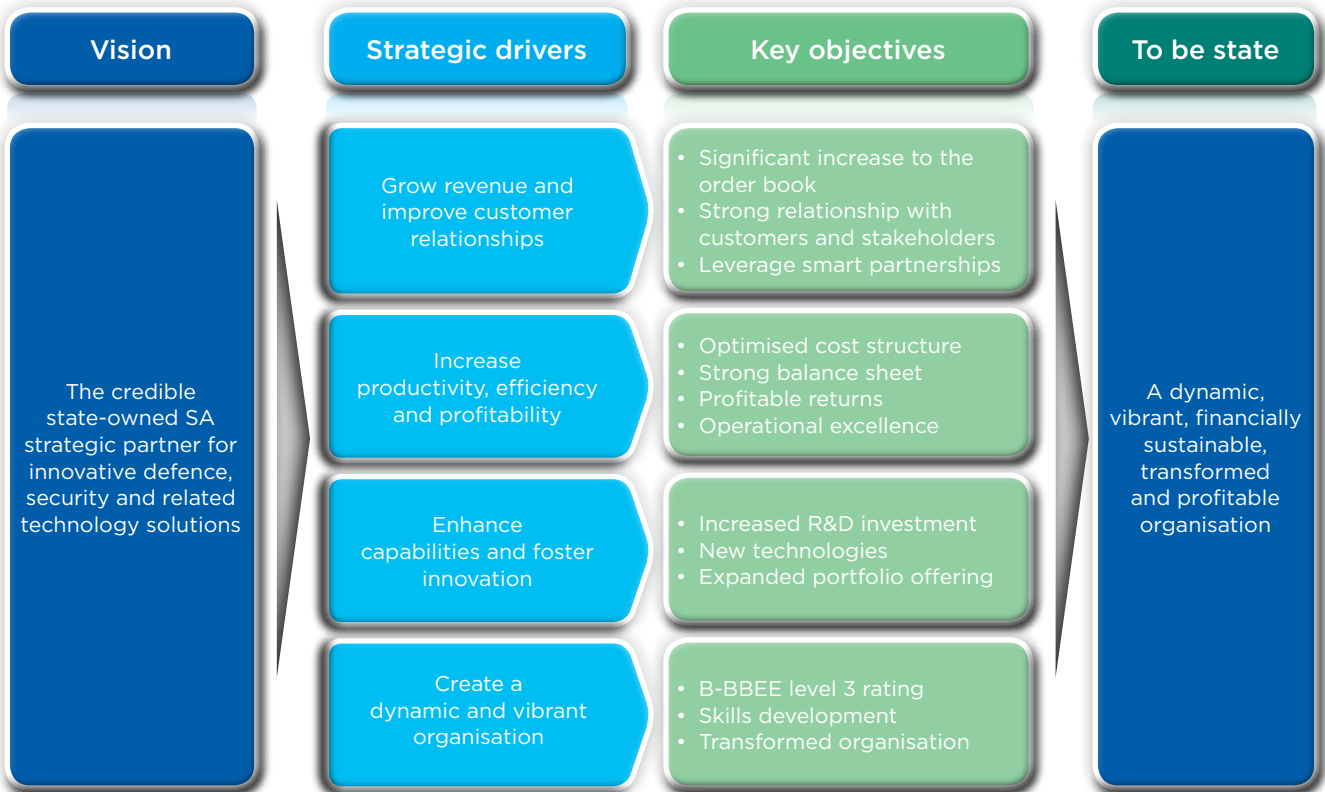 Vision
Strategic drivers
Key objectives
To be state
The credible
state-owned SA
strategic partner for
innovative defence,
security and related
technology solutions
Grow revenue and
improve customer
relationships
• Significant increase to the
order book
• Strong relationship with
customers and stakeholders
• Leverage smart partnerships
Increase
productivity, efficiency
and profitability
• Optimised cost structure
• Strong balance sheet
• Profitable returns
• Operational excellence
Enhance
capabilities and foster
innovation
• Increased R&D investment
• New technologies
• Expanded portfolio offering
Create a
dynamic and vibrant
organisation
• B-BBEE level 3 rating
• Skills development
• Transformed organisation
A dynamic,
vibrant, financially
sustainable,
transformed
and profitable
organisation